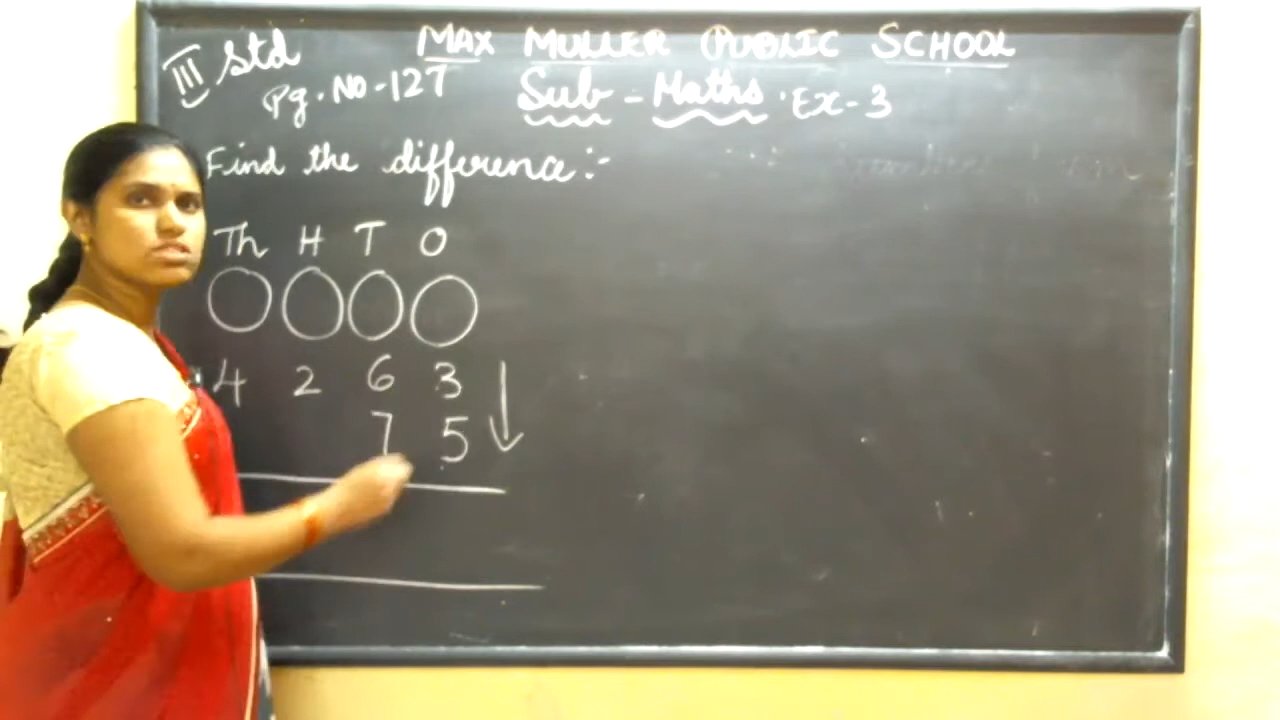 III Std MAX MULLER PUBLIC SCHOOL
Pg. No - 127 Sub - Maths . Ex - 3
Find the difference :-
Th H T O
4 2 6 3
7 5